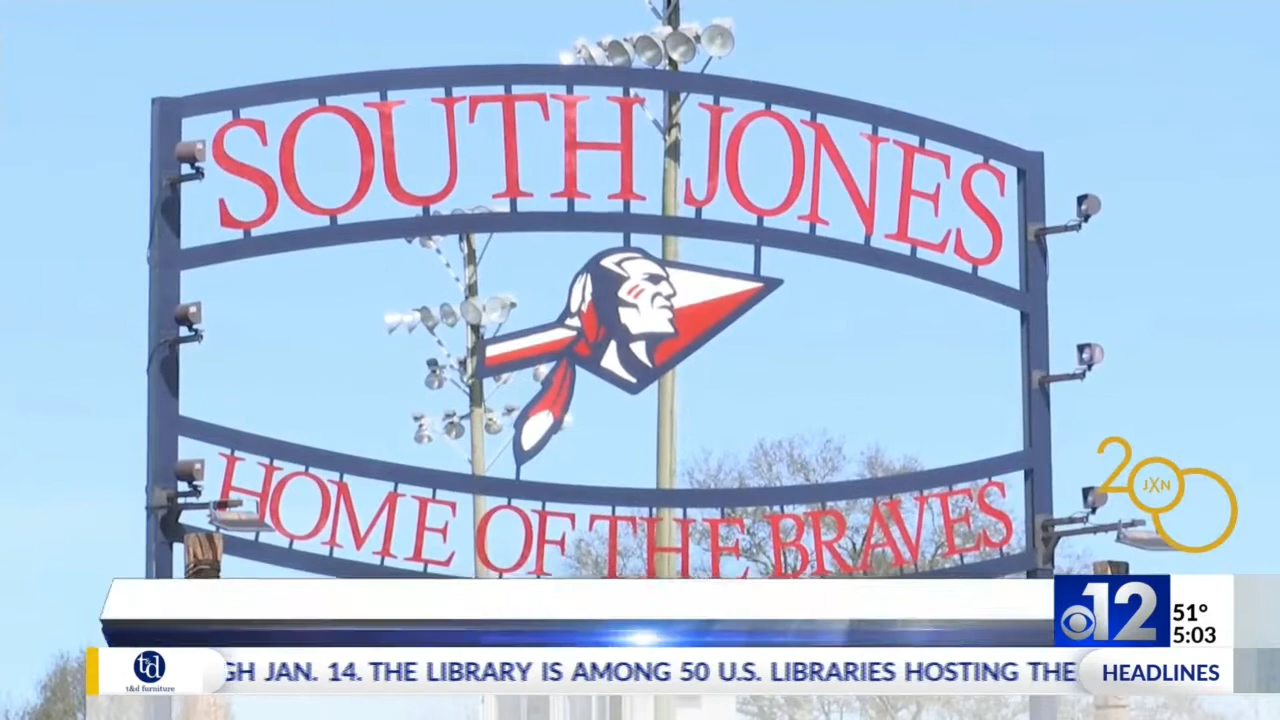 SOUTH JONES
HOME OF THE BRAVES
200
JXN
12
51°
5:03
t&d
t&d furniture
GH JAN. 14. THE LIBRARY IS AMONG 50 U.S. LIBRARIES HOSTING THE
HEADLINES